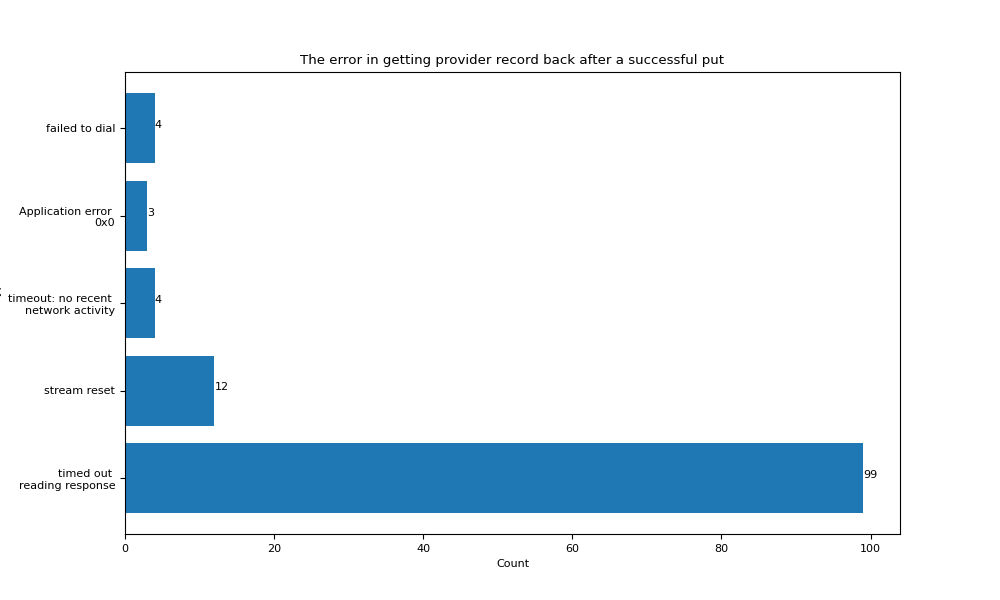 The error in getting provider record back after a successful put
failed to dial
4
Application error
0x0
3
timeout: no recent
network activity
4
stream reset
12
timed out
reading response
99
0 20 40 60 80 100
Count